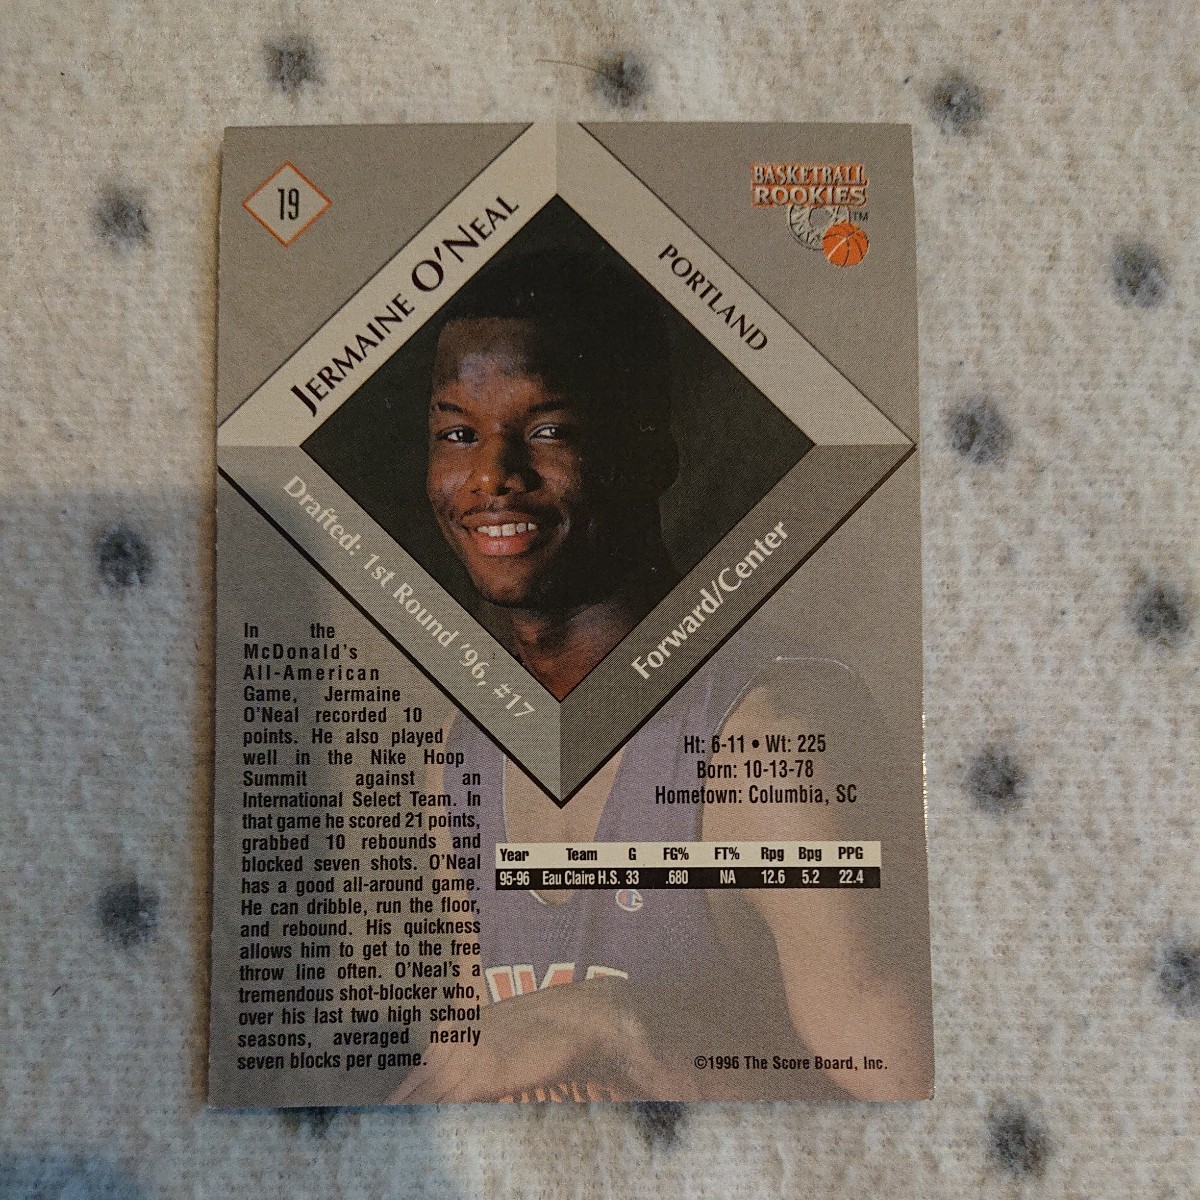 19
JERMAINE O'NEAL
PORTLAND
BASKETBALL
ROOKIES
TM
Drafted: 1st Round '96, #17
Forward/Center
In the
McDonald's
All-American
Game, Jermaine
O'Neal recorded 10
points. He also played
well in the Nike Hoop
Summit against an
International Select Team. In
that game he scored 21 points,
grabbed 10 rebounds and
blocked seven shots. O'Neal
has a good all-around game.
He can dribble, run the floor,
and rebound. His quickness
allows him to get to the free
throw line often. O'Neal's a
tremendous shot-blocker who,
over his last two high school
seasons, averaged nearly
seven blocks per game.
Ht: 6-11 • Wt: 225
Born: 10-13-78
Hometown: Columbia, SC
Year Team G FG% FT% Rpg Bpg PPG
95-96 Eau Claire H.S. 33 .680 NA 12.6 5.2 22.4
©1996 The Score Board, Inc.